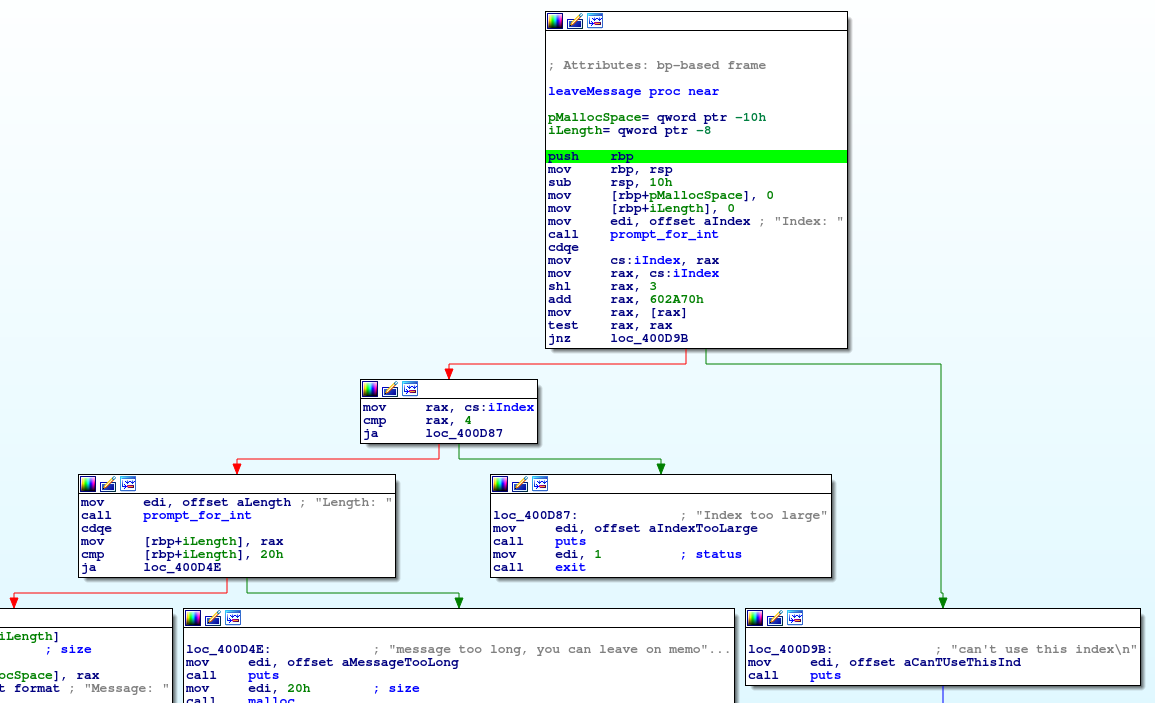 ; Attributes: bp-based frame
leaveMessage proc near
pMallocSpace= qword ptr -10h
iLength= qword ptr -8
push rbp
mov rbp, rsp
sub rsp, 10h
mov [rbp+pMallocSpace], 0
mov [rbp+iLength], 0
mov edi, offset aIndex ; "Index: "
call prompt_for_int
cdqe
mov cs:iIndex, rax
mov rax, cs:iIndex
shl rax, 3
add rax, 602A70h
mov rax, [rax]
test rax, rax
jnz loc_400D9B
mov rax, cs:iIndex
cmp rax, 4
ja loc_400D87
mov edi, offset aLength ; "Length: "
call prompt_for_int
cdqe
mov [rbp+iLength], rax
cmp [rbp+iLength], 20h
ja loc_400D4E
loc_400D87: ; "Index too large"
mov edi, offset aIndexTooLarge
call puts
mov edi, 1 ; status
call exit
iLength]
; size
ocSpace], rax
t format ; "Message: "
loc_400D4E: ; "message too long, you can leave on memo"...
mov edi, offset aMessageTooLong
call puts
mov edi, 20h ; size
call malloc
loc_400D9B: ; "can't use this index\n"
mov edi, offset aCanTUseThisInd
call puts